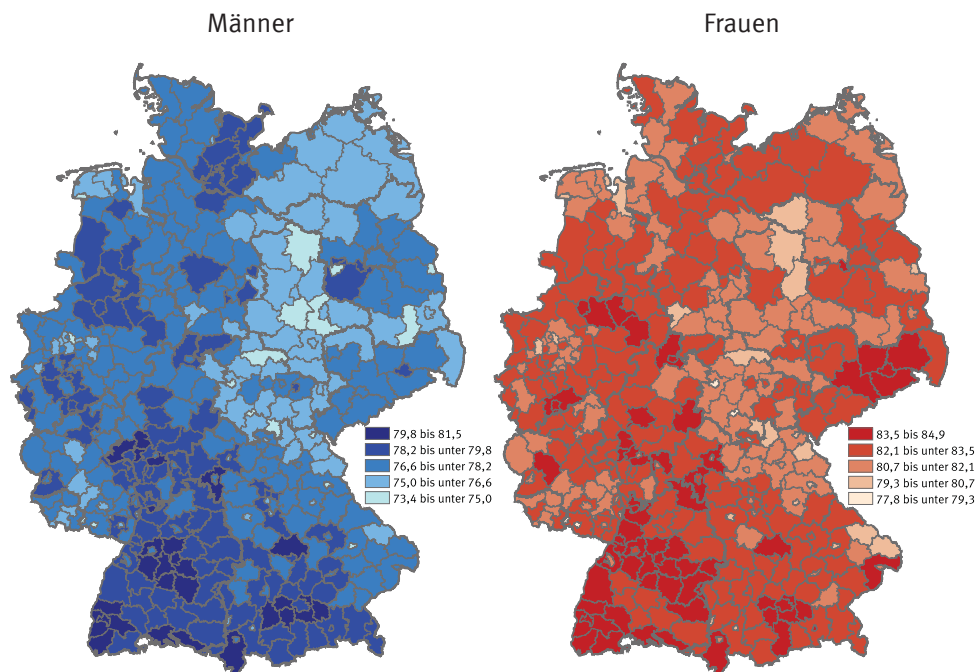 Männer
Frauen
79,8 bis 81,5
78,2 bis unter 79,8
76,6 bis unter 78,2
75,0 bis unter 76,6
73,4 bis unter 75,0
83,5 bis 84,9
82,1 bis unter 83,5
80,7 bis unter 82,1
79,3 bis unter 80,7
77,8 bis unter 79,3